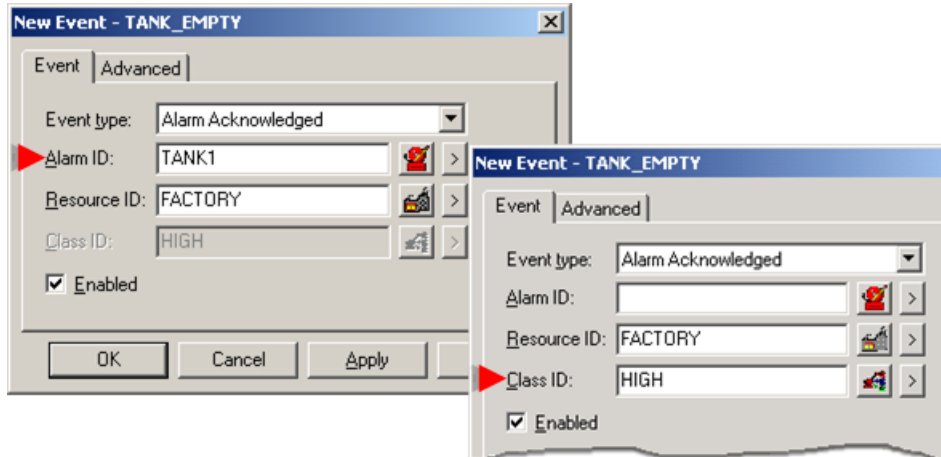 New Event - TANK_EMPTY
Event Advanced
Event type: Alarm Acknowledged
Alarm ID: TANK1 >
Resource ID: FACTORY >
Class ID: HIGH >
Enabled
OK Cancel Apply
New Event - TANK_EMPTY
Event Advanced
Event type: Alarm Acknowledged
Alarm ID: >
Resource ID: FACTORY >
Class ID: HIGH >
Enabled